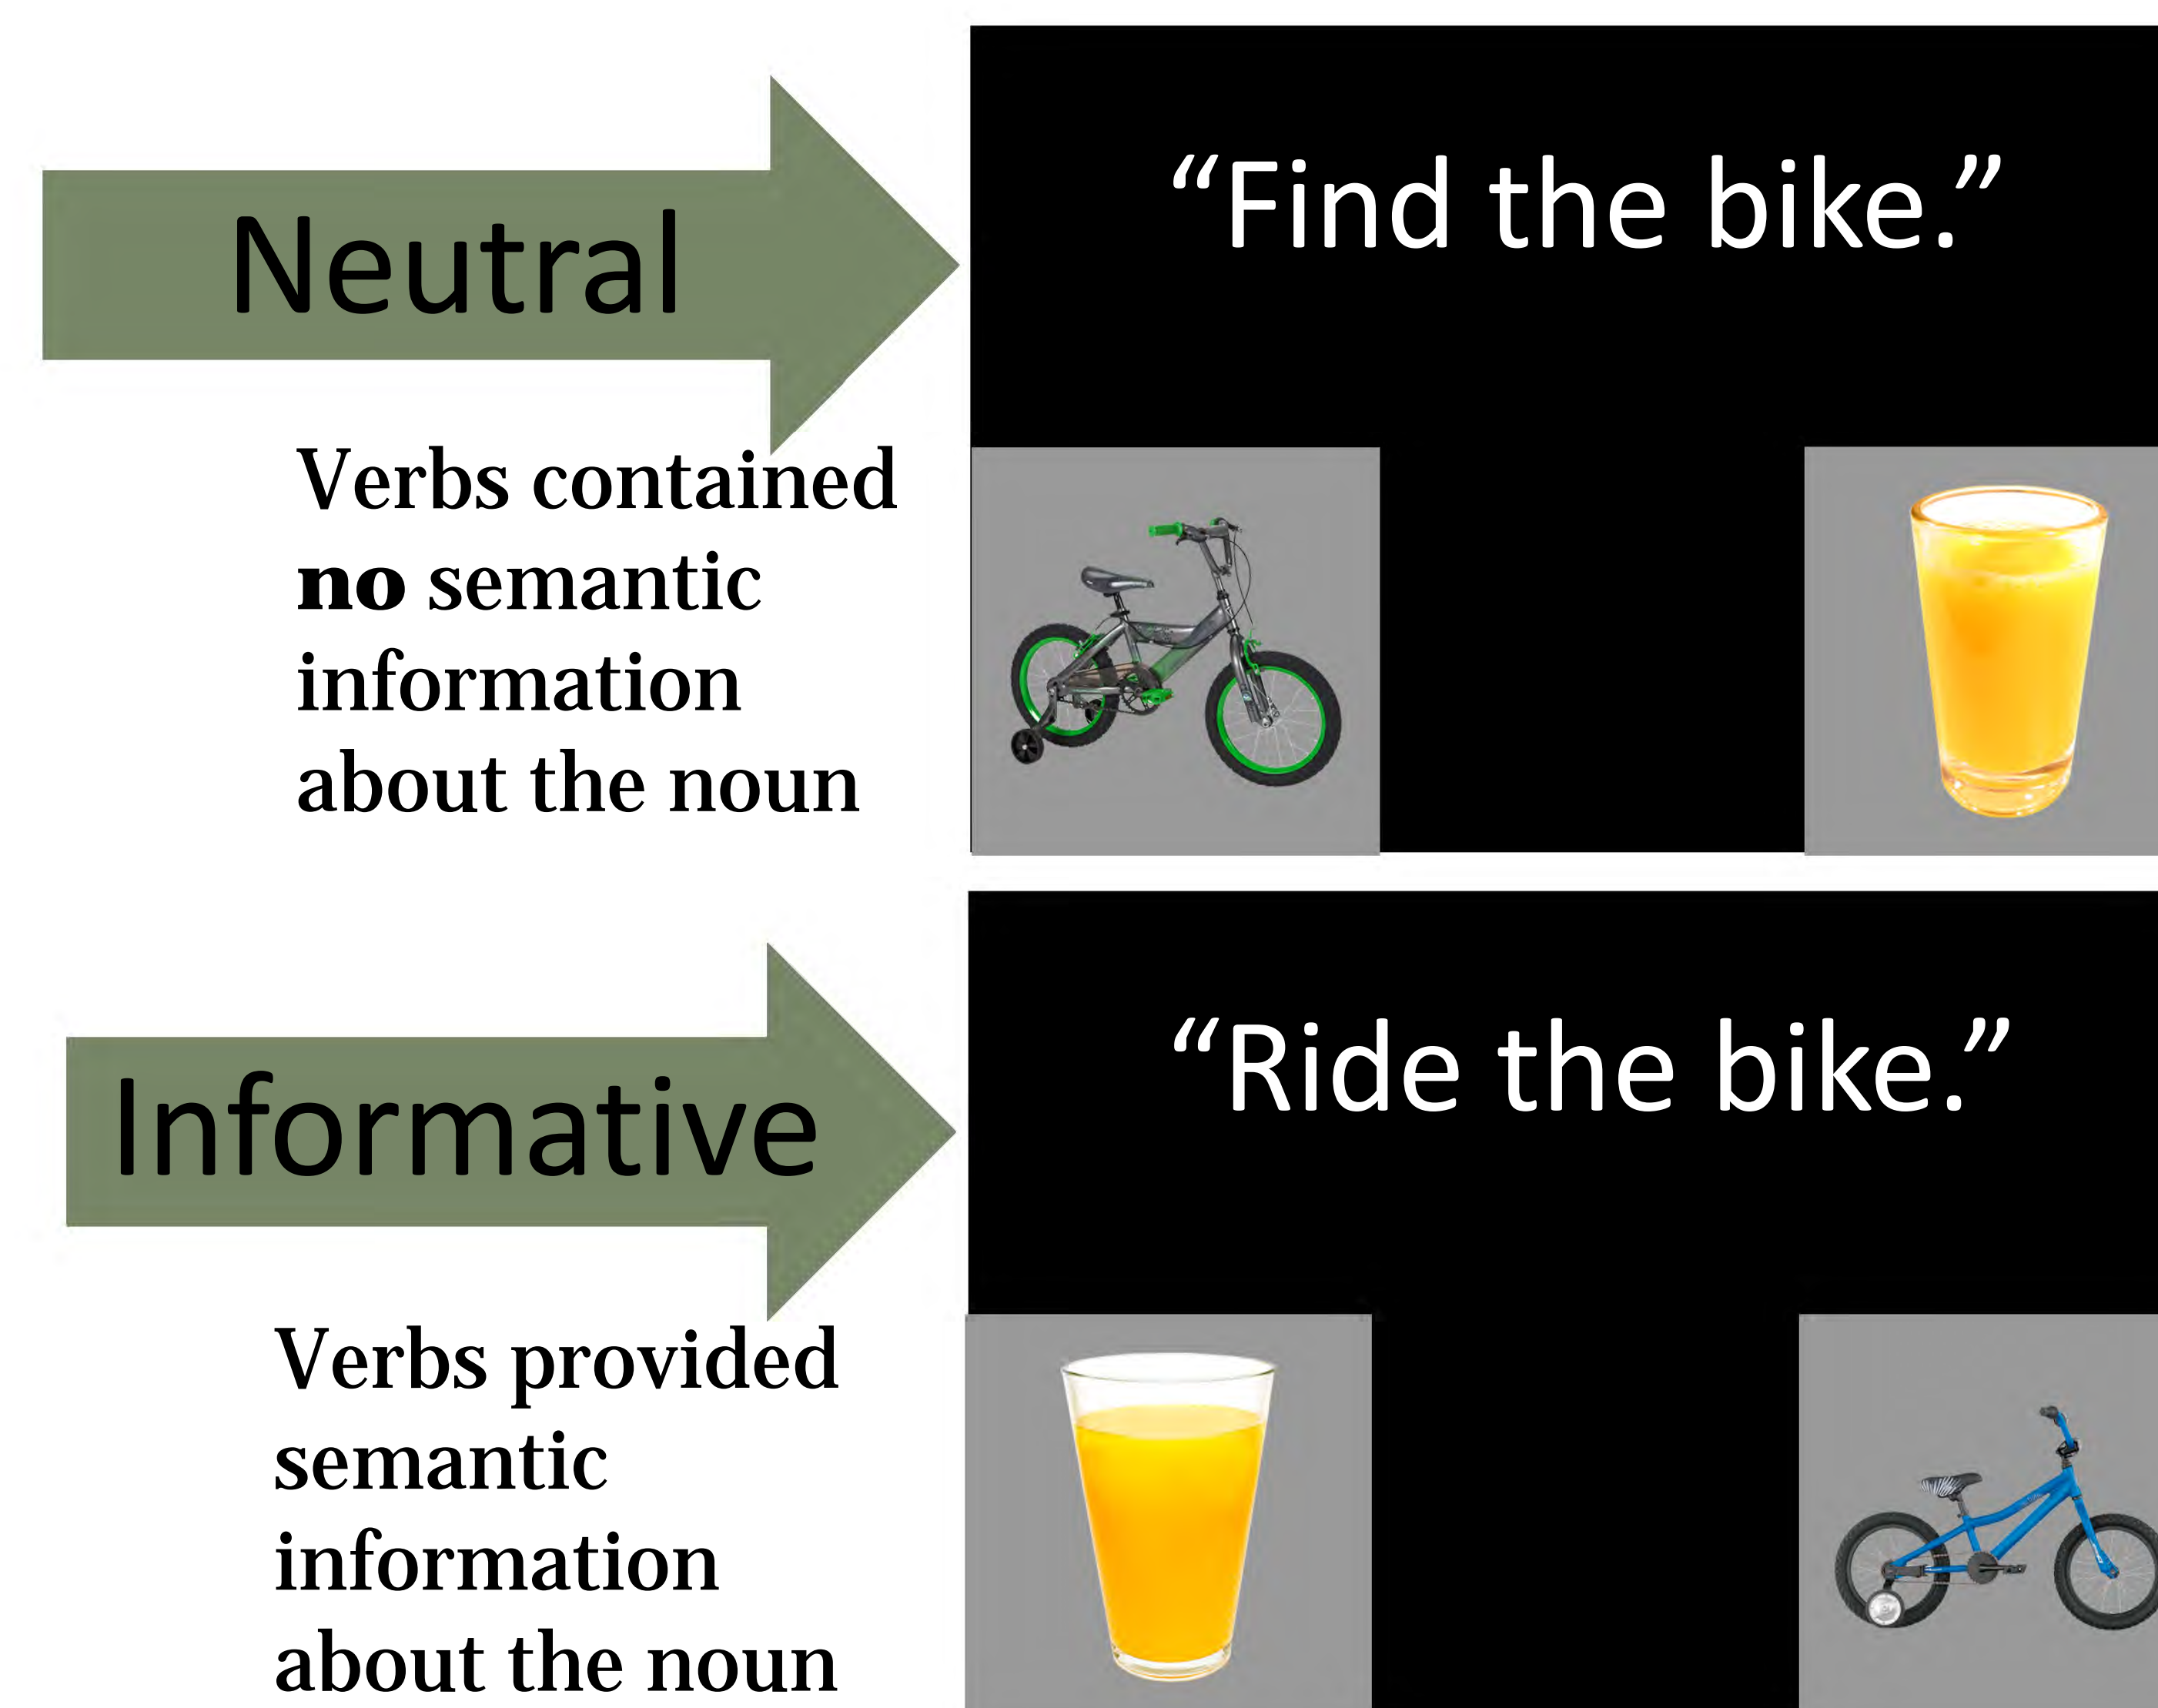 Neutral
“Find the bike.”
Verbs contained
no semantic
information
about the noun
Informative
“Ride the bike.”
Verbs provided
semantic
information
about the noun